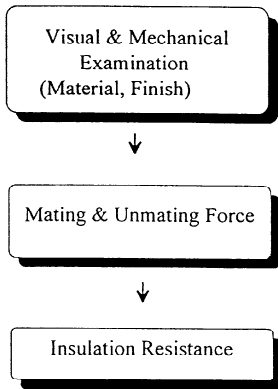 Visual & Mechanical
Examination
(Material, Finish)
Mating & Unmating Force
Insulation Resistance